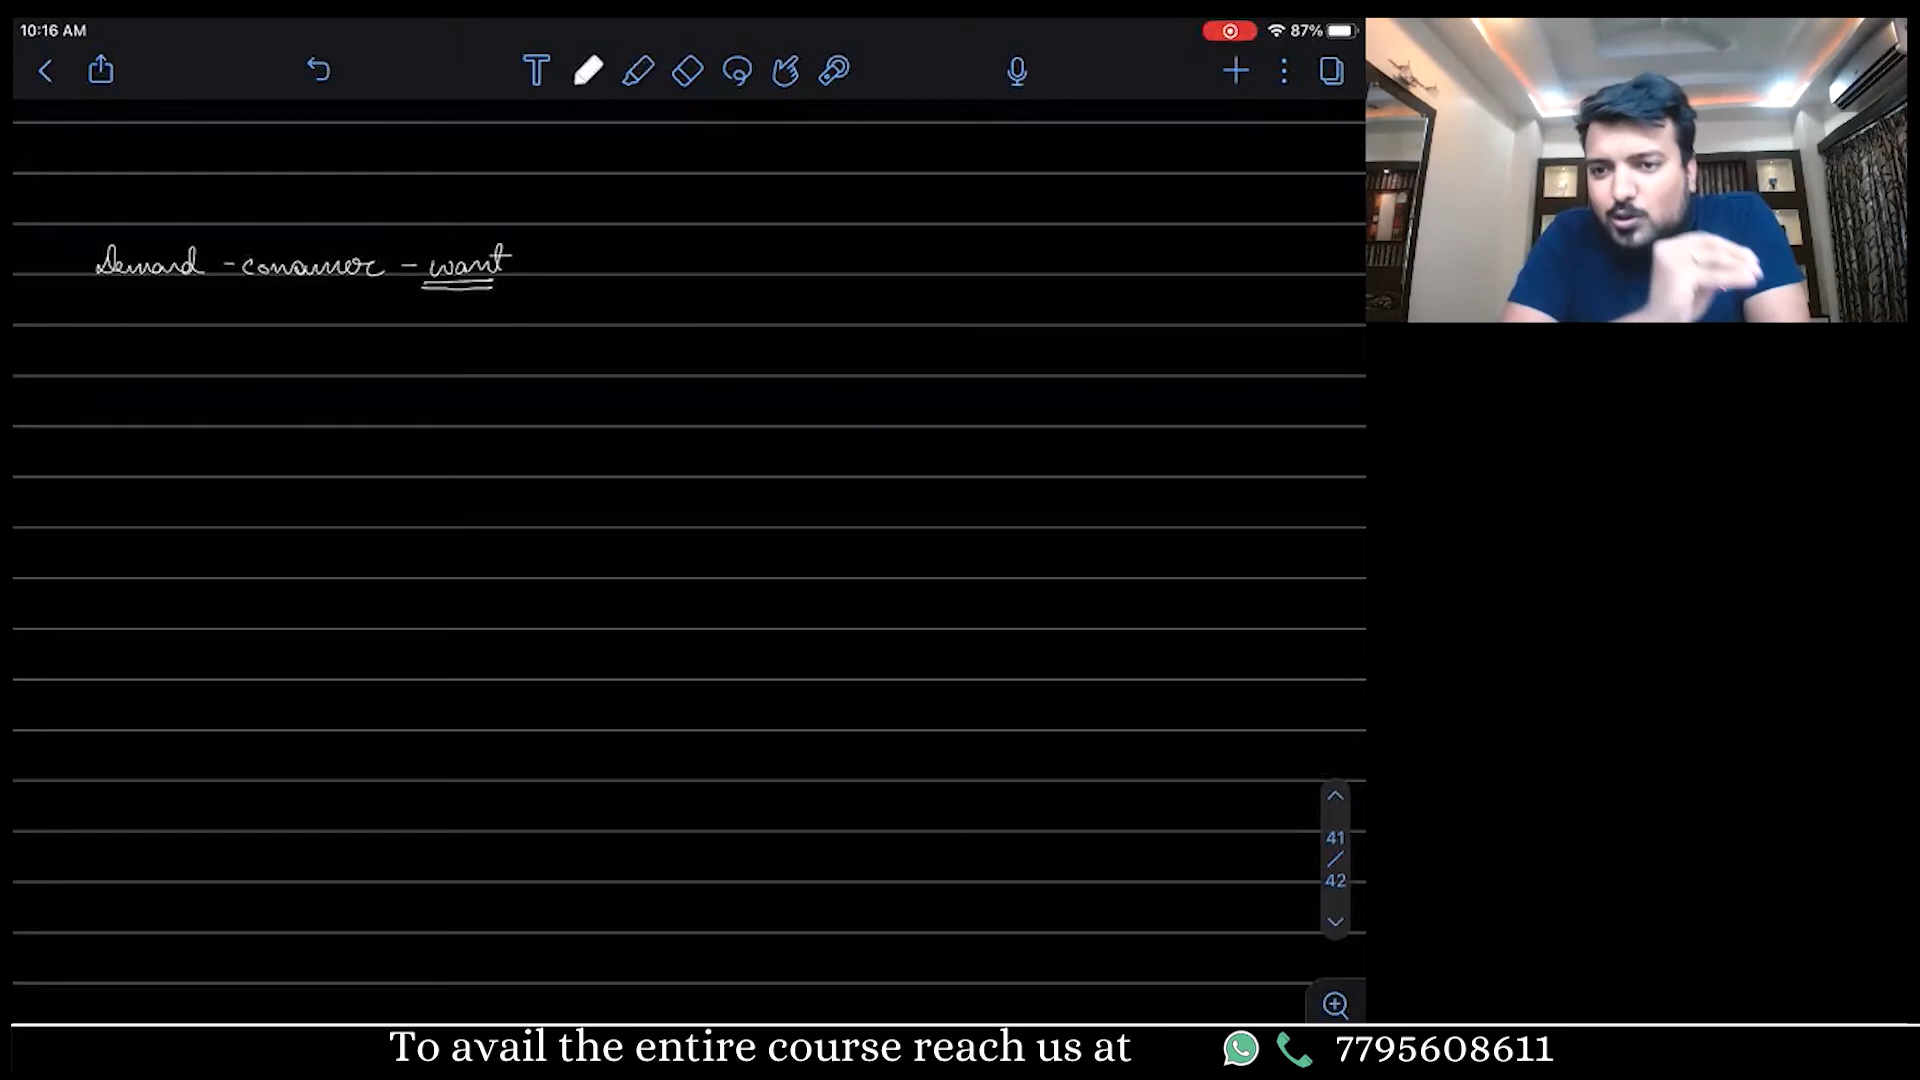 10:16 AM
87%
T
Demand - consumer - want
41
/
42
To avail the entire course reach us at 7795608611